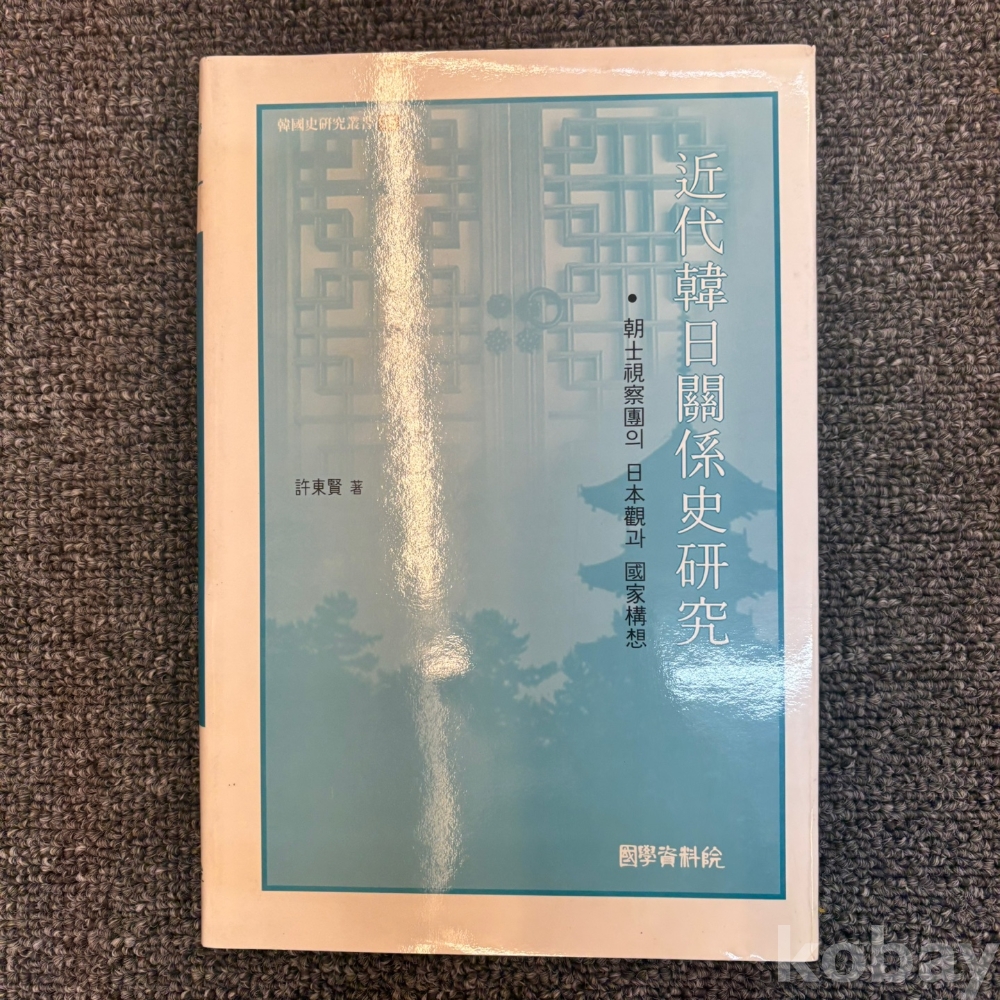 韓國史硏究叢書
近代韓日關係史硏究
• 朝士視察團의 日本觀과 國家構想
許東賢 著
國學資料院
kobay